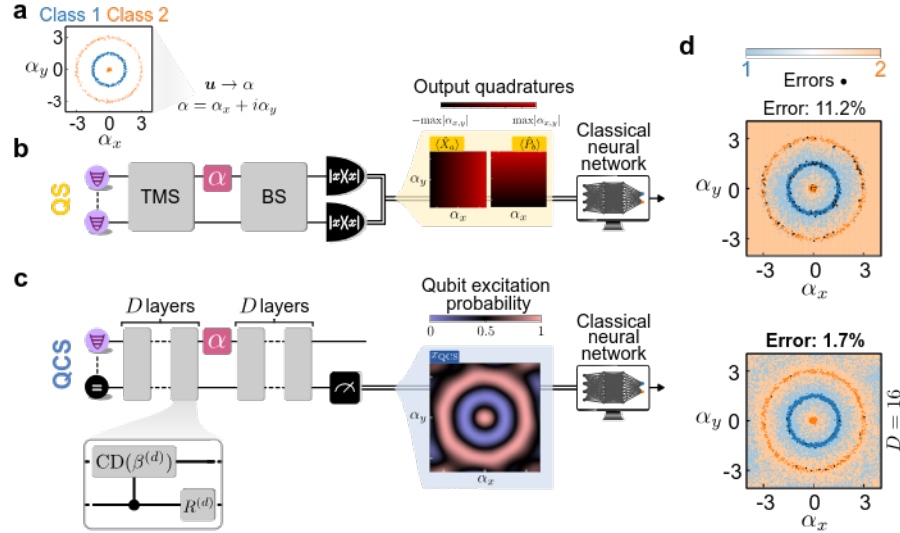 a
Class 1 Class 2
3
0
-3
α_y
-3 0 3
α_x
u → α
α = α_x + iα_y
b
QS
TMS
α
BS
|x⟩⟨x|
|x⟩⟨x|
Output quadratures
−max|α_{x,y}| max|α_{x,y}|
⟨X̂_a⟩ ⟨P̂_b⟩
α_y
α_x α_x
Classical
neural
network
c
QCS
D layers D layers
α
=
CD(β^{(d)})
R^{(d)}
Qubit excitation
probability
0 0.5 1
x_QCS
α_y
α_x
Classical
neural
network
d
1 2
Errors •
Error: 11.2%
3
0
-3
α_y
-3 0 3
α_x
Error: 1.7%
3
0
-3
α_y
-3 0 3
α_x
D = 16